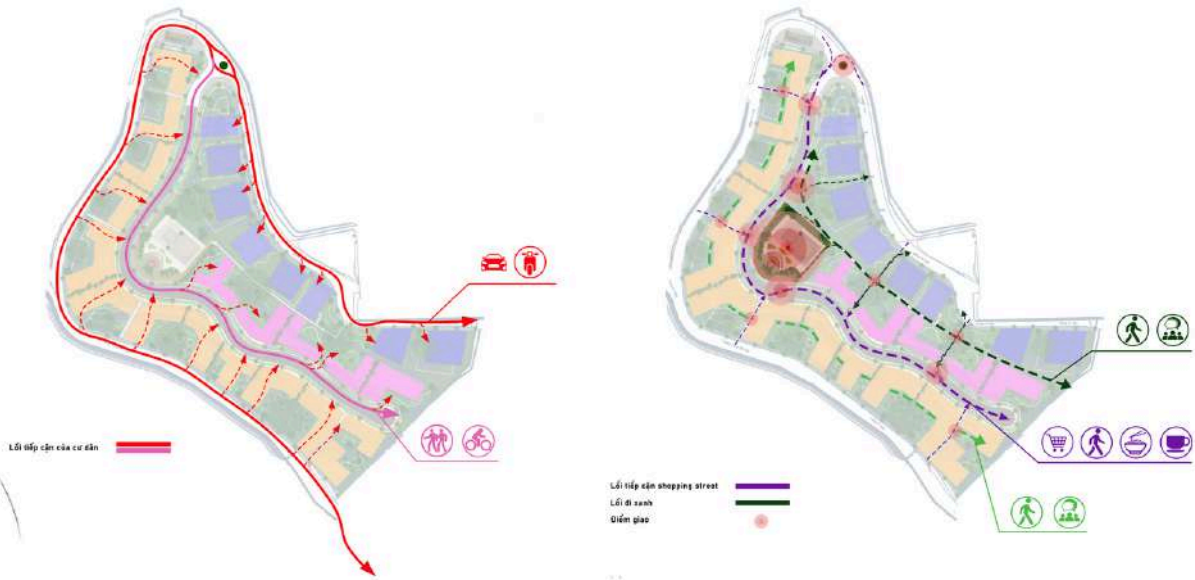 Lối tiếp cận của cư dân
Lối tiếp cận shopping street
Lối đi xanh
Điểm giao